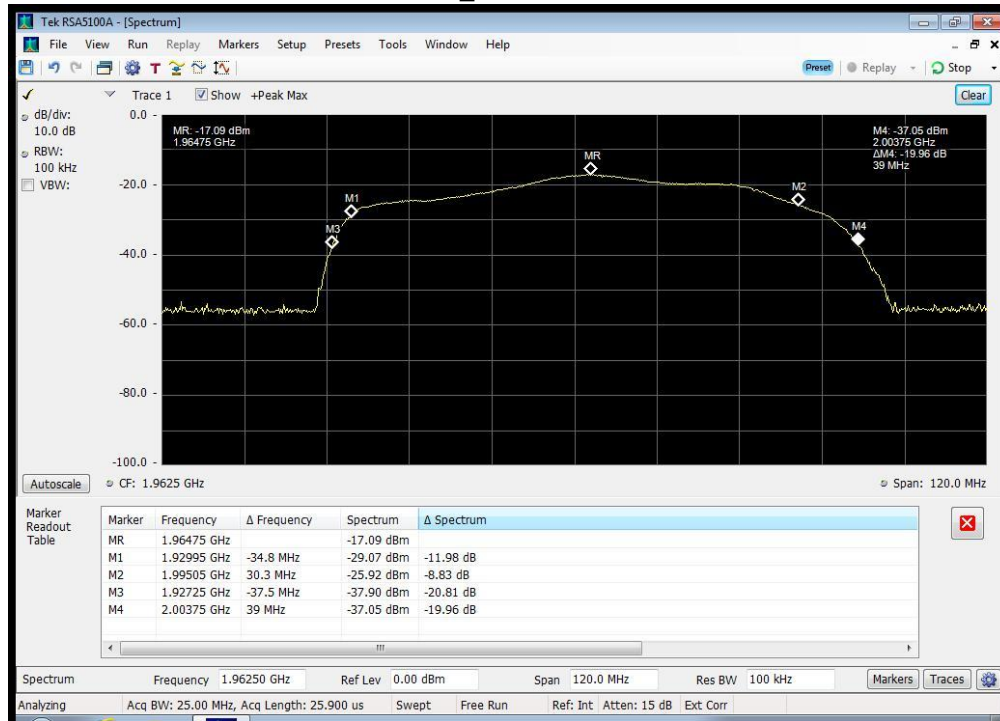 Tek RSA5100A - [Spectrum]
File View Run Replay Markers Setup Presets Tools Window Help
T Preset Replay Stop
Trace 1 Show +Peak Max Clear
dB/div:
10.0 dB
RBW:
100 kHz
VBW:
0.0 -
-20.0 -
-40.0 -
-60.0 -
-80.0 -
-100.0 -
MR: -17.09 dBm
1.96475 GHz
M4: -37.05 dBm
2.00375 GHz
ΔM4: -19.96 dB
39 MHz
MR
M1
M2
M3
M4
Autoscale CF: 1.9625 GHz Span: 120.0 MHz
Marker
Readout
Table
Marker Frequency Δ Frequency Spectrum Δ Spectrum
MR 1.96475 GHz -17.09 dBm
M1 1.92995 GHz -34.8 MHz -29.07 dBm -11.98 dB
M2 1.99505 GHz 30.3 MHz -25.92 dBm -8.83 dB
M3 1.92725 GHz -37.5 MHz -37.90 dBm -20.81 dB
M4 2.00375 GHz 39 MHz -37.05 dBm -19.96 dB
Spectrum Frequency 1.96250 GHz Ref Lev 0.00 dBm Span 120.0 MHz Res BW 100 kHz Markers Traces
Analyzing Acq BW: 25.00 MHz, Acq Length: 25.900 us Swept Free Run Ref: Int Atten: 15 dB Ext Corr